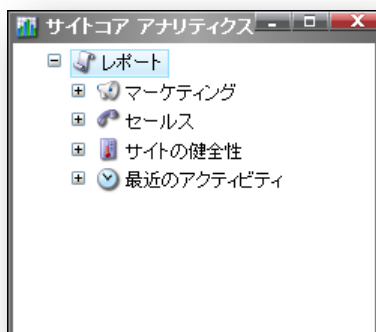 サイトコア アナリティクス
レポート
マーケティング
セールス
サイトの健全性
最近のアクティビティ